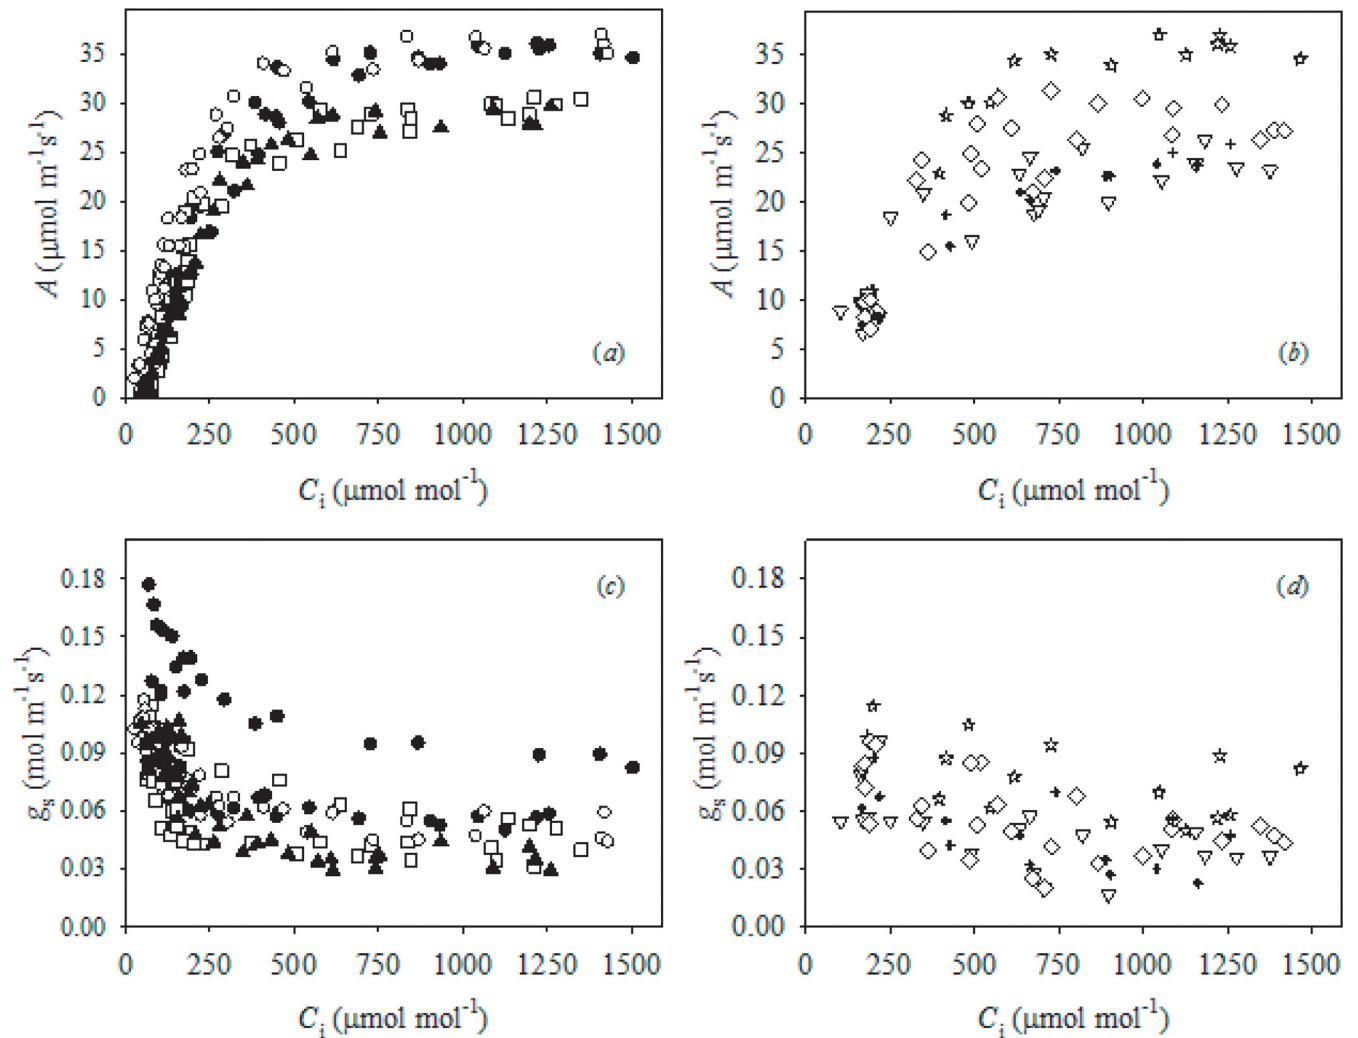 35
30
25
20
15
10
5
0
A (μmol m⁻¹s⁻¹)
(a)
0 250 500 750 1000 1250 1500
Cᵢ (μmol mol⁻¹)
35
30
25
20
15
10
5
0
A (μmol m⁻¹s⁻¹)
(b)
0 250 500 750 1000 1250 1500
Cᵢ (μmol mol⁻¹)
0.18
0.15
0.12
0.09
0.06
0.03
0.00
gₛ (mol m⁻¹s⁻¹)
(c)
0 250 500 750 1000 1250 1500
Cᵢ (μmol mol⁻¹)
0.18
0.15
0.12
0.09
0.06
0.03
0.00
gₛ (mol m⁻¹s⁻¹)
(d)
0 250 500 750 1000 1250 1500
Cᵢ (μmol mol⁻¹)